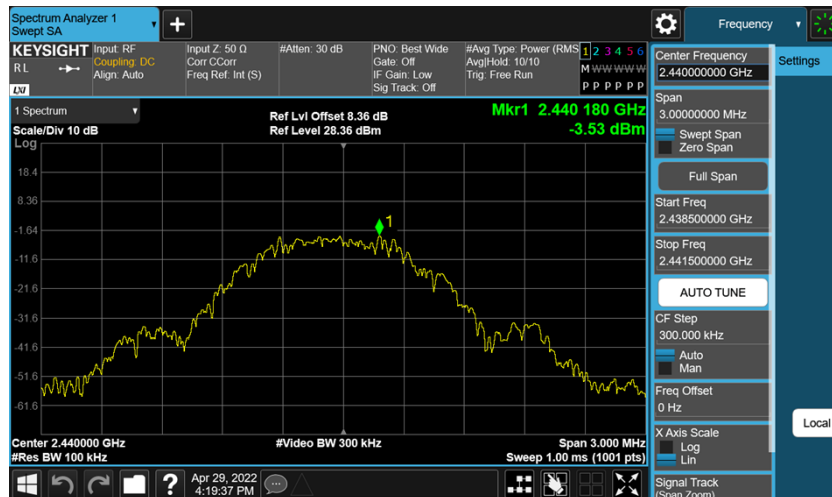 Spectrum Analyzer 1
Swept SA
+
Frequency
KEYSIGHT
RL
LXI
Input: RF
Coupling: DC
Align: Auto
Input Z: 50 Ω
Corr CCorr
Freq Ref: Int (S)
#Atten: 30 dB
PNO: Best Wide
Gate: Off
IF Gain: Low
Sig Track: Off
#Avg Type: Power (RMS
Avg|Hold: 10/10
Trig: Free Run
1 2 3 4 5 6
M W W W W W
P P P P P P
1 Spectrum
Scale/Div 10 dB
Log
Ref Lvl Offset 8.36 dB
Ref Level 28.36 dBm
Mkr1 2.440 180 GHz
-3.53 dBm
1
18.4
8.36
-1.64
-11.6
-21.6
-31.6
-41.6
-51.6
-61.6
Center 2.440000 GHz
#Res BW 100 kHz
#Video BW 300 kHz
Span 3.000 MHz
Sweep 1.00 ms (1001 pts)
Apr 29, 2022
4:19:37 PM
?
Center Frequency
2.440000000 GHz
Span
3.00000000 MHz
Swept Span
Zero Span
Full Span
Start Freq
2.438500000 GHz
Stop Freq
2.441500000 GHz
AUTO TUNE
CF Step
300.000 kHz
Auto
Man
Freq Offset
0 Hz
X Axis Scale
Log
Lin
Signal Track
(Span Zoom)
Settings
Local